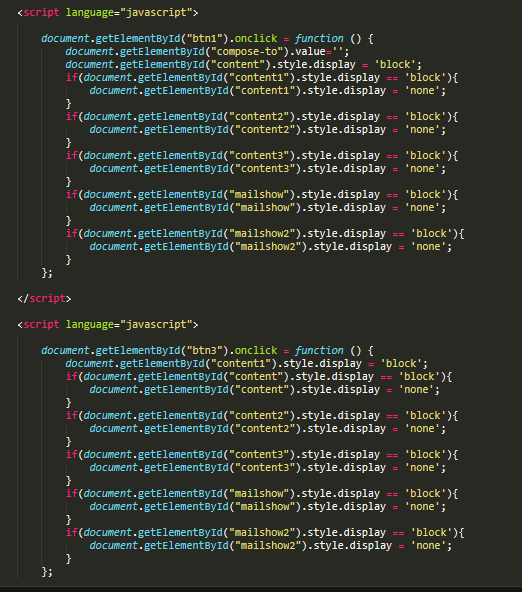 <script language="javascript">
document.getElementById("btn1").onclick = function () {
document.getElementById("compose-to").value='';
document.getElementById("content").style.display = 'block';
if(document.getElementById("content1").style.display == 'block'){
document.getElementById("content1").style.display = 'none';
}
if(document.getElementById("content2").style.display == 'block'){
document.getElementById("content2").style.display = 'none';
}
if(document.getElementById("content3").style.display == 'block'){
document.getElementById("content3").style.display = 'none';
}
if(document.getElementById("mailshow").style.display == 'block'){
document.getElementById("mailshow").style.display = 'none';
}
if(document.getElementById("mailshow2").style.display == 'block'){
document.getElementById("mailshow2").style.display = 'none';
}
};
</script>
<script language="javascript">
document.getElementById("btn3").onclick = function () {
document.getElementById("content1").style.display = 'block';
if(document.getElementById("content").style.display == 'block'){
document.getElementById("content").style.display = 'none';
}
if(document.getElementById("content2").style.display == 'block'){
document.getElementById("content2").style.display = 'none';
}
if(document.getElementById("content3").style.display == 'block'){
document.getElementById("content3").style.display = 'none';
}
if(document.getElementById("mailshow").style.display == 'block'){
document.getElementById("mailshow").style.display = 'none';
}
if(document.getElementById("mailshow2").style.display == 'block'){
document.getElementById("mailshow2").style.display = 'none';
}
};